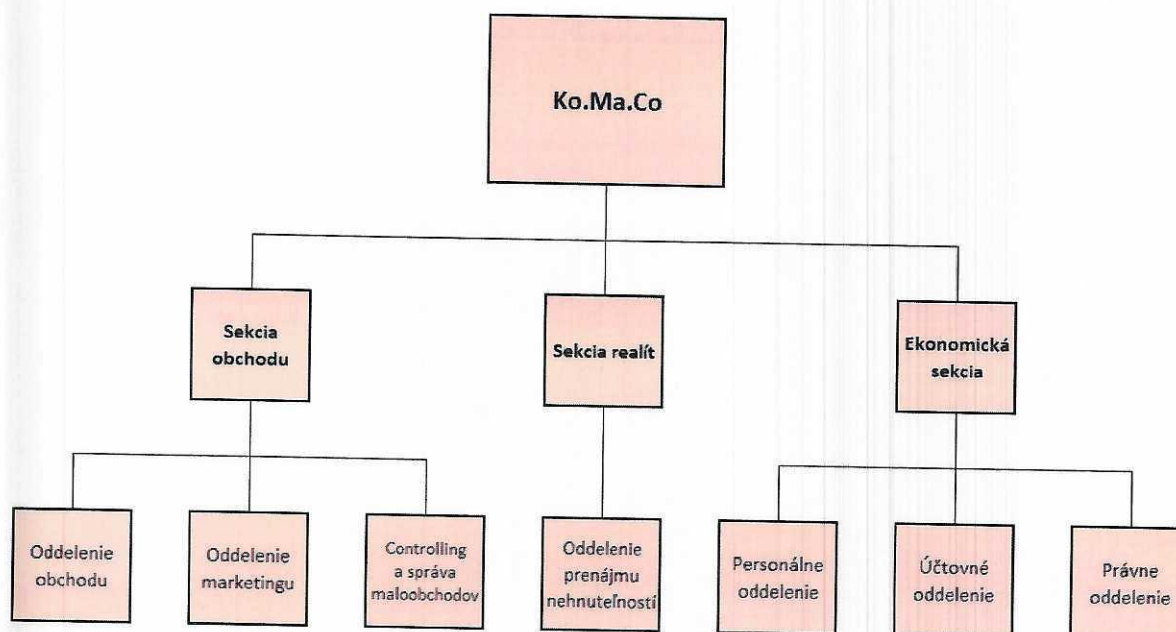 Ko.Ma.Co
Sekcia
obchodu
Sekcia realít
Ekonomická
sekcia
Oddelenie
obchodu
Oddelenie
marketingu
Controlling
a správa
maloobchodov
Oddelenie
prenájmu
nehnuteľností
Personálne
oddelenie
Účtovné
oddelenie
Právne
oddelenie